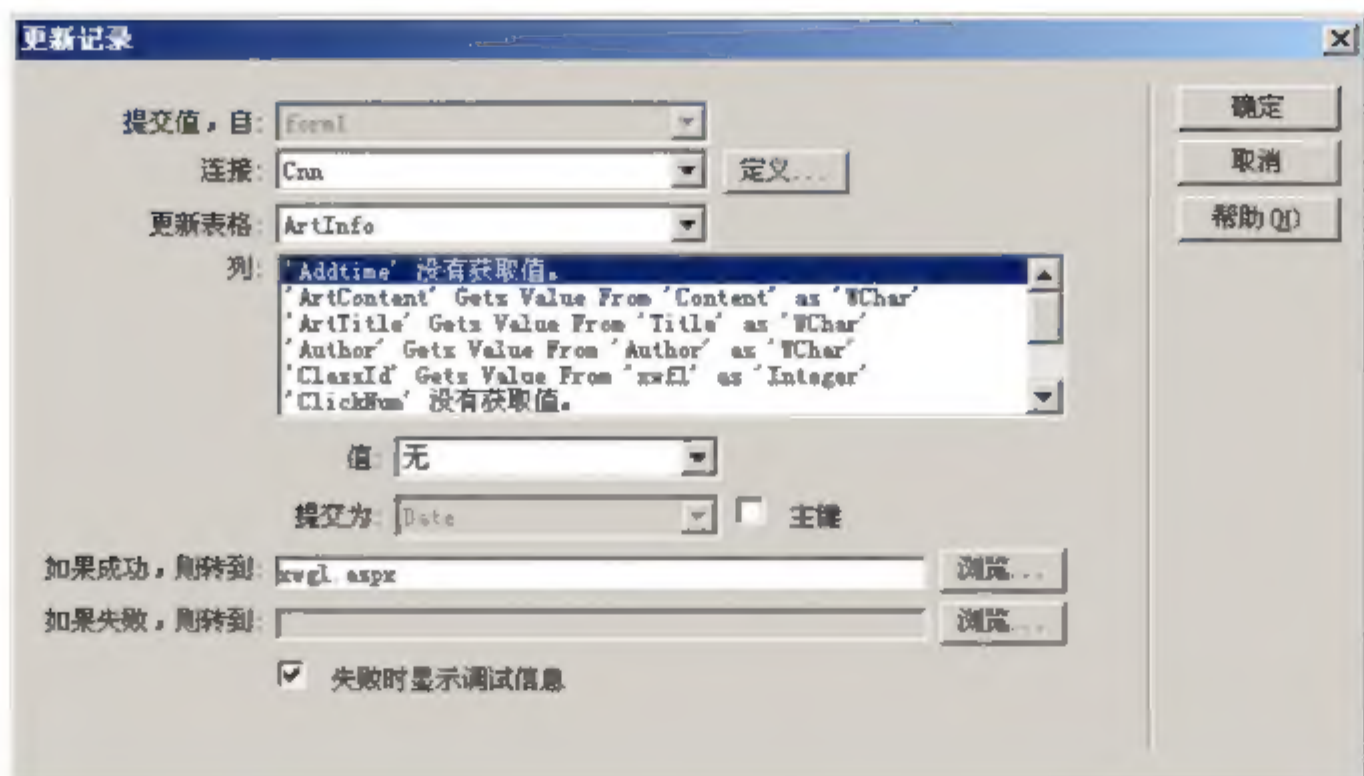 更新记录
提交值，自: form1
连接: Cnn 定义...
更新表格: ArtInfo
列: 'Addtime' 没有获取值。
'ArtContent' Gets Value From 'Content' as 'WChar'
'ArtTitle' Gets Value From 'Title' as 'WChar'
'Author' Gets Value From 'Author' as 'WChar'
'ClassId' Gets Value From 'xwfl' as 'Integer'
'ClickNum' 没有获取值。
值: 无
提交为: Date 主键
如果成功，则转到: xwgl.aspx 浏览...
如果失败，则转到: 浏览...
失败时显示调试信息
确定
取消
帮助(H)